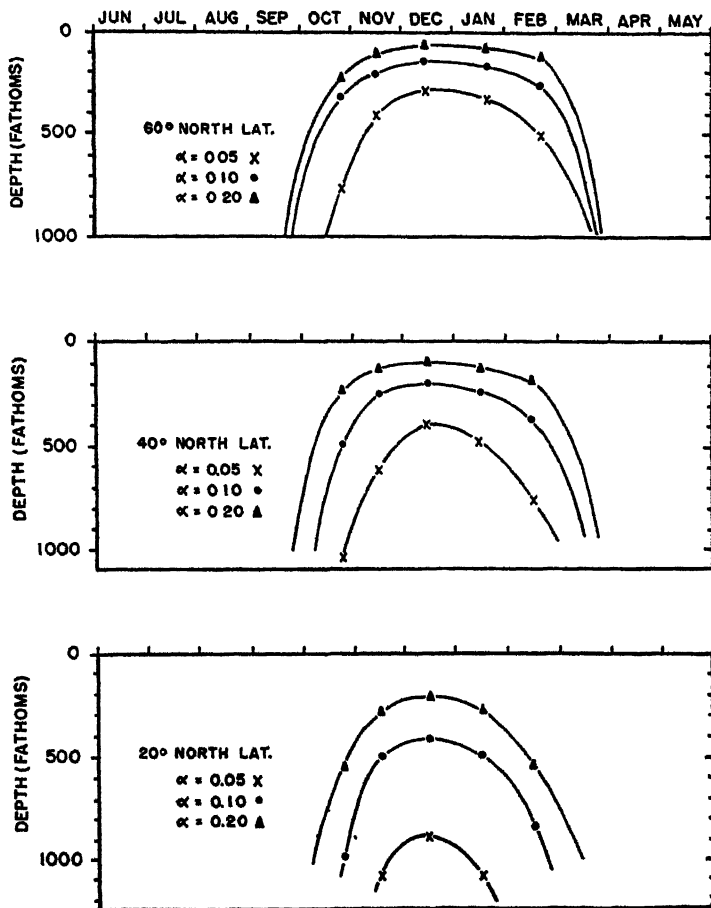 JUN JUL AUG SEP OCT NOV DEC JAN FEB MAR APR MAY
0
500
1000
DEPTH (FATHOMS)
60° NORTH LAT.
α = 0.05 X
α = 0.10 •
α = 0.20 ▲
0
500
1000
DEPTH (FATHOMS)
40° NORTH LAT.
α = 0.05 X
α = 0.10 •
α = 0.20 ▲
0
500
1000
DEPTH (FATHOMS)
20° NORTH LAT.
α = 0.05 X
α = 0.10 •
α = 0.20 ▲